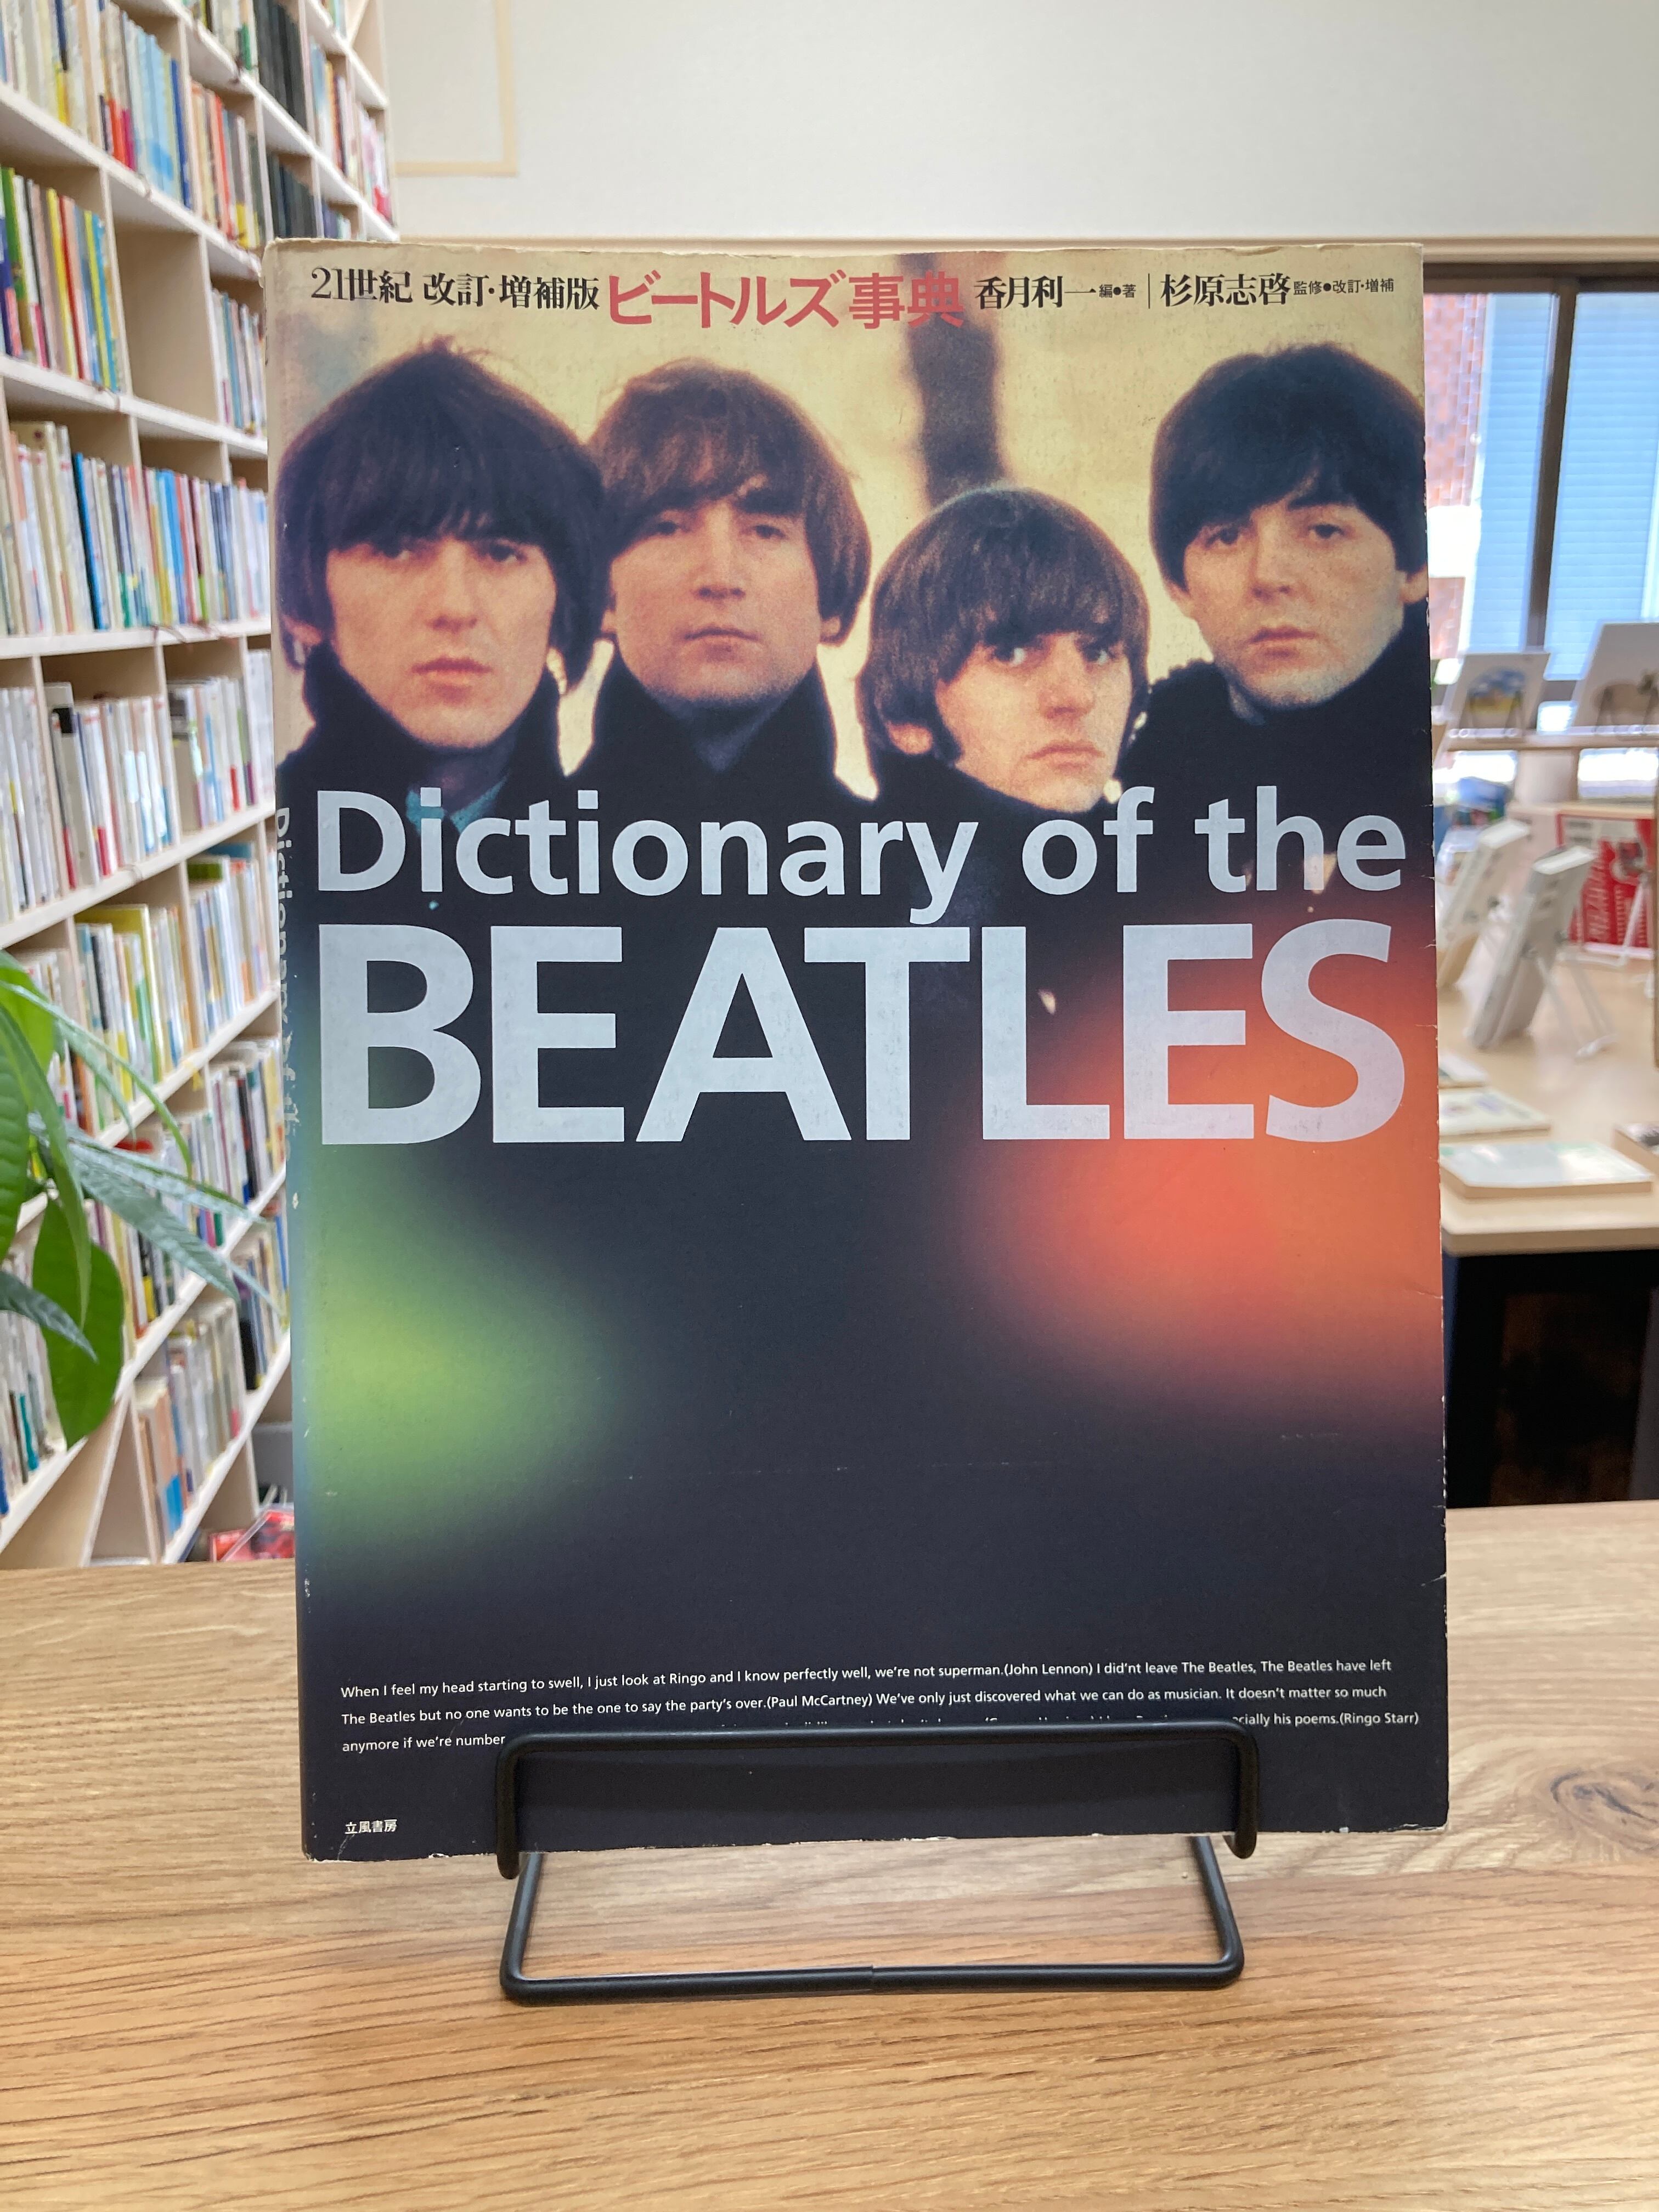 21世紀 改訂・増補版 ビートルズ事典 香月利一 編●著 | 杉原志啓 監修●改訂・増補
Dictionary of the
BEATLES
When I feel my head starting to swell, I just look at Ringo and I know perfectly well, we're not superman.(John Lennon) I did'nt leave The Beatles, The Beatles have left
The Beatles but no one wants to be the one to say the party's over.(Paul McCartney) We've only just discovered what we can do as musician. It doesn't matter so much
anymore if we're number his poems.(Ringo Starr)
立風書房